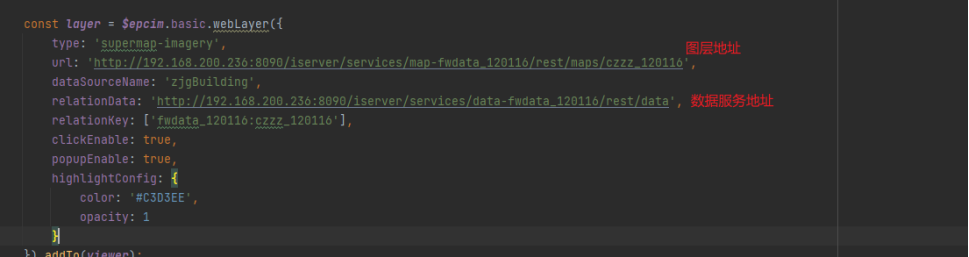 const layer = $epcim.basic.webLayer({
type: 'supermap-imagery',
图层地址
url: 'http://192.168.200.236:8090/iserver/services/map-fwdata_120116/rest/maps/czzz_120116',
dataSourceName: 'zjgBuilding',
relationData: 'http://192.168.200.236:8090/iserver/services/data-fwdata_120116/rest/data', 数据服务地址
relationKey: ['fwdata_120116:czzz_120116'],
clickEnable: true,
popupEnable: true,
highlightConfig: {
color: '#C3D3EE',
opacity: 1
}
}).addTo(viewer);